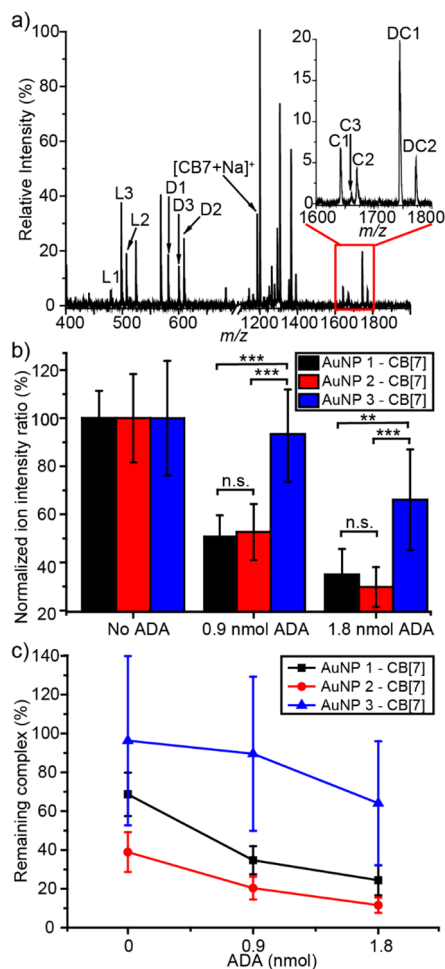 a)
Relative Intensity (%)
100
80
60
40
20
0
400
500
600
1200
1400
1600
1800
m/z
L1
L3
L2
D1
D3
D2
[CB7+Na]+
20
15
10
5
0
1600
1700
1800
m/z
C1
C3
C2
DC1
DC2
b)
Normalized ion intensity ratio (%)
120
100
80
60
40
20
AuNP 1 - CB[7]
AuNP 2 - CB[7]
AuNP 3 - CB[7]
***
***
n.s.
**
***
n.s.
No ADA
0.9 nmol ADA
1.8 nmol ADA
c)
Remaining complex (%)
140
120
100
80
60
40
20
0
AuNP 1 - CB[7]
AuNP 2 - CB[7]
AuNP 3 - CB[7]
0
0.9
1.8
ADA (nmol)